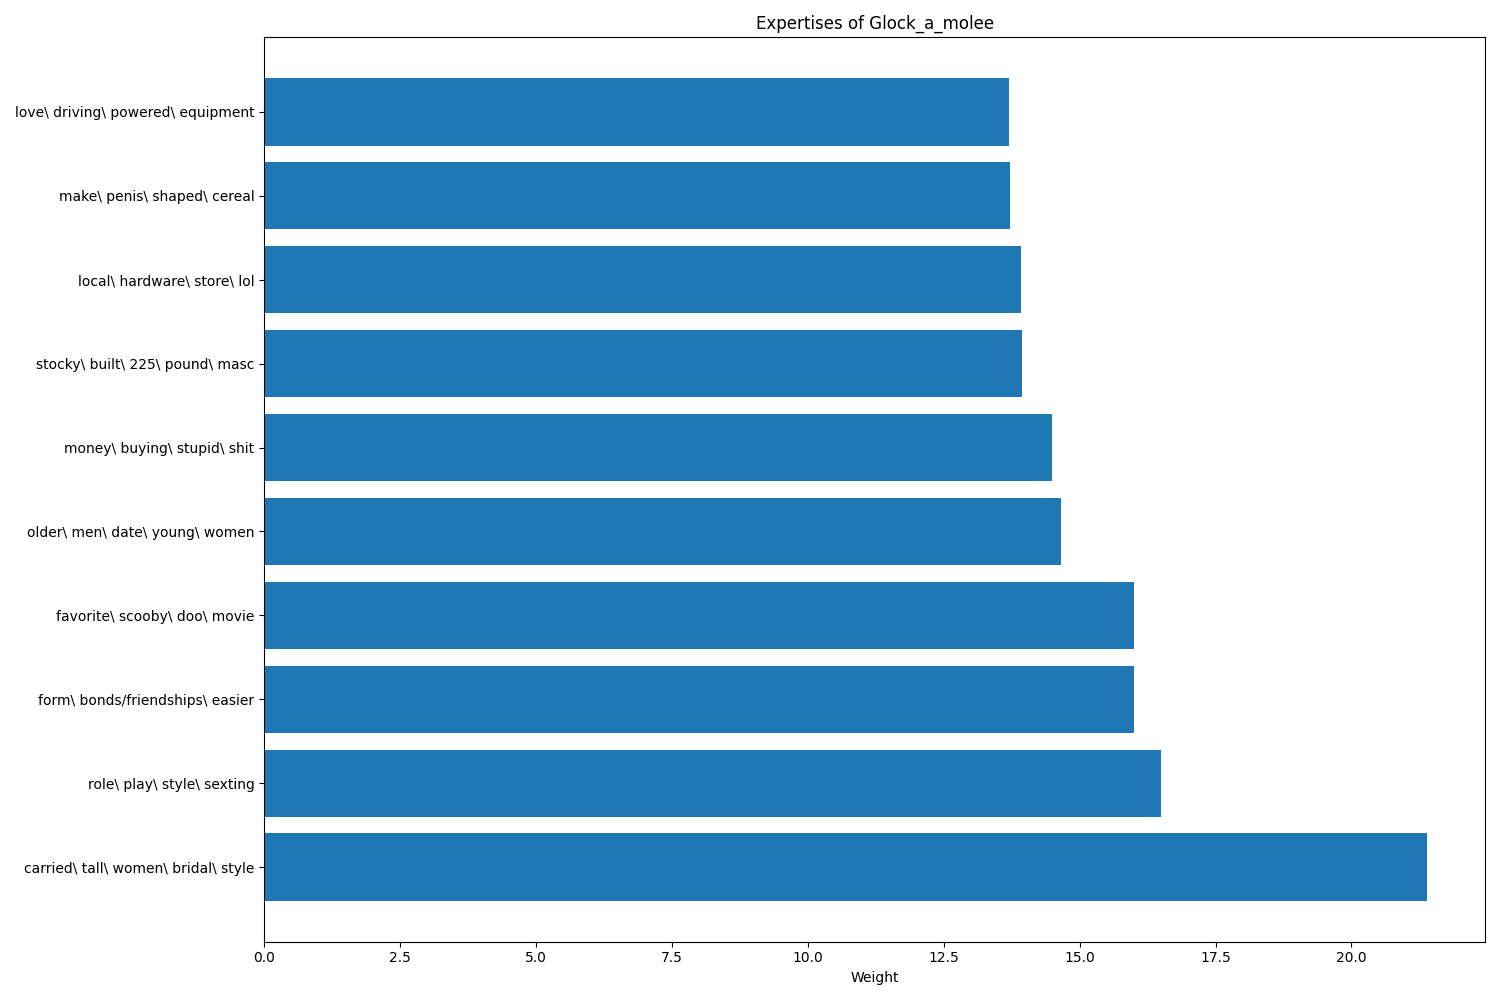 Expertises of Glock_a_molee
love\ driving\ powered\ equipment
make\ penis\ shaped\ cereal
local\ hardware\ store\ lol
stocky\ built\ 225\ pound\ masc
money\ buying\ stupid\ shit
older\ men\ date\ young\ women
favorite\ scooby\ doo\ movie
form\ bonds/friendships\ easier
role\ play\ style\ sexting
carried\ tall\ women\ bridal\ style
0.0 2.5 5.0 7.5 10.0 12.5 15.0 17.5 20.0
Weight